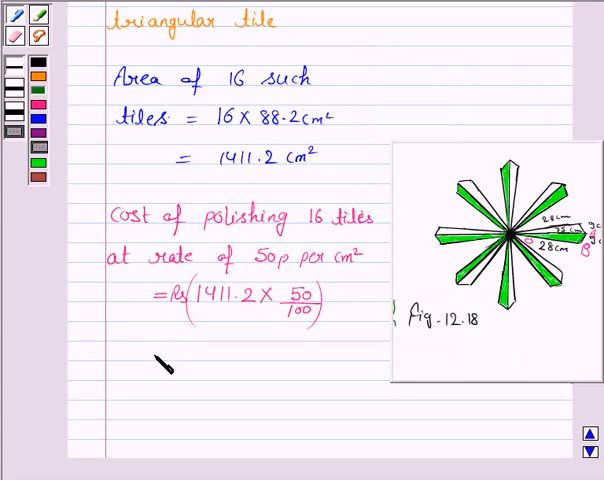 triangular tile
Area of 16 such
tiles = 16 × 88.2 cm²
= 1411.2 cm²
Cost of polishing 16 tiles
at rate of 50p per cm²
= Rs(1411.2 × 50/100)
28cm
28cm
28cm
O
B
Fig. 12.18